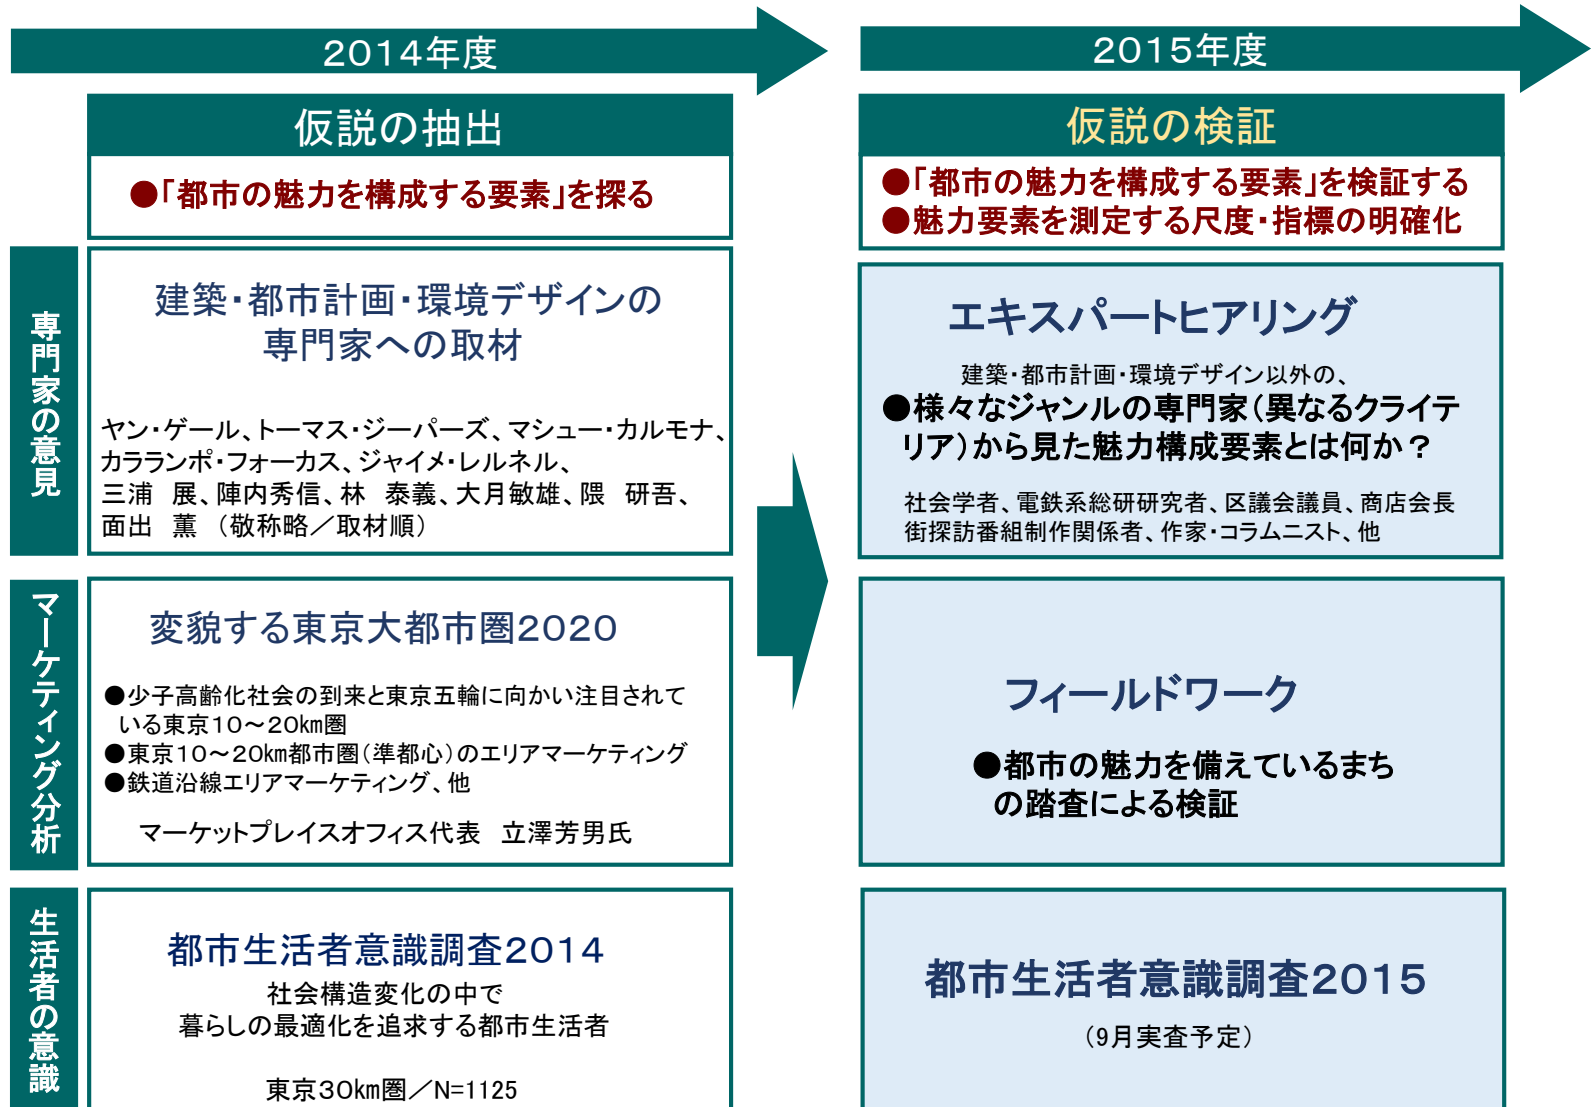 2014年度
2015年度
仮説の抽出
●「都市の魅力を構成する要素」を探る
仮説の検証
●「都市の魅力を構成する要素」を検証する
●魅力要素を測定する尺度・指標の明確化
専門家の意見
建築・都市計画・環境デザインの
専門家への取材
ヤン・ゲール、トーマス・ジーパーズ、マシュー・カルモナ、
カラランポ・フォーカス、ジャイメ・レルネル、
三浦　展、陣内秀信、林　泰義、大月敏雄、隈　研吾、
面出　薫　（敬称略／取材順）
エキスパートヒアリング
建築・都市計画・環境デザイン以外の、
●様々なジャンルの専門家（異なるクライテ
リア）から見た魅力構成要素とは何か？
社会学者、電鉄系総研研究者、区議会議員、商店会長
街探訪番組制作関係者、作家・コラムニスト、他
マーケティング分析
変貌する東京大都市圏2020
●少子高齢化社会の到来と東京五輪に向かい注目されて
いる東京10～20㎞圏
●東京10～20㎞都市圏（準都心）のエリアマーケティング
●鉄道沿線エリアマーケティング、他
マーケットプレイスオフィス代表　立澤芳男氏
フィールドワーク
●都市の魅力を備えているまち
の踏査による検証
生活者の意識
都市生活者意識調査2014
社会構造変化の中で
暮らしの最適化を追求する都市生活者
東京30㎞圏／N=1125
都市生活者意識調査2015
（9月実査予定）